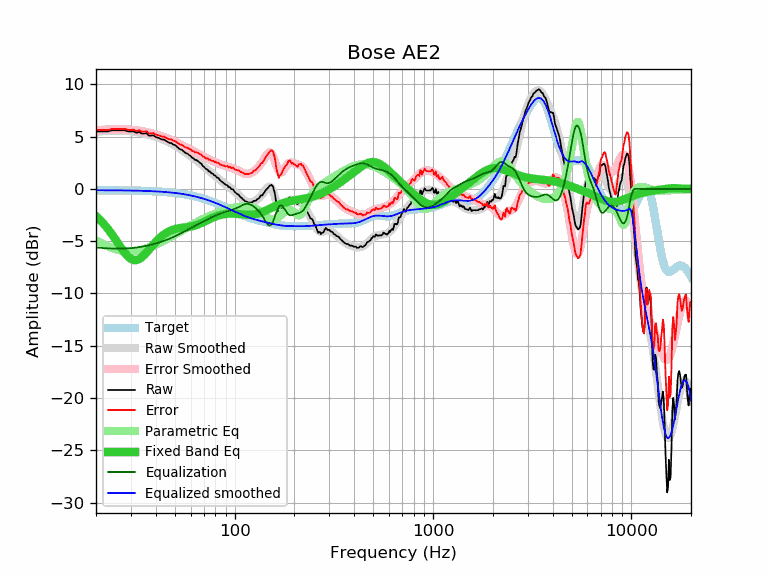 Bose AE2
10
5
0
−5
−10
−15
−20
−25
−30
Amplitude (dBr)
Target
Raw Smoothed
Error Smoothed
Raw
Error
Parametric Eq
Fixed Band Eq
Equalization
Equalized smoothed
100
1000
10000
Frequency (Hz)